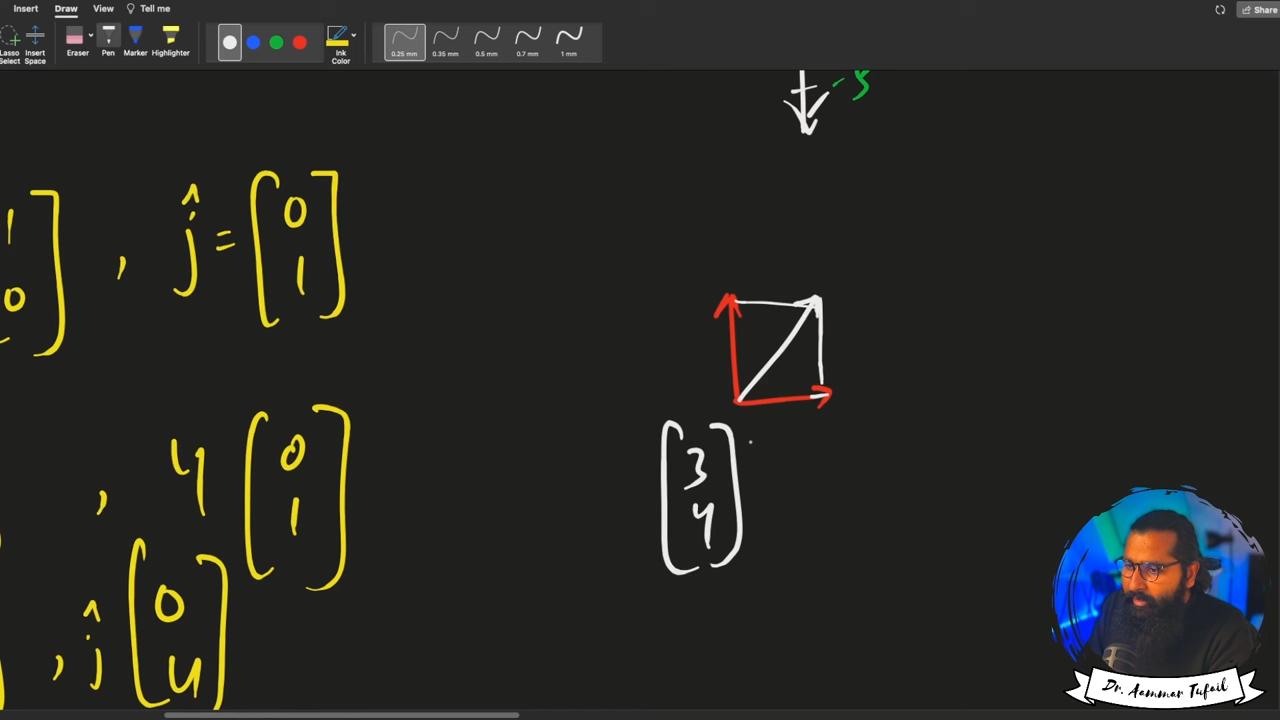 Insert Draw View Tell me
Share
Lasso Select
Insert Space
Eraser
Pen
Marker
Highlighter
Ink Color
0.25 mm
0.35 mm
0.5 mm
0.7 mm
1 mm
1
0
, ĵ = [0
1]
, 4 [0
1]
, ĵ [0
4]
[3
4]
Dr. Aammar Tufail